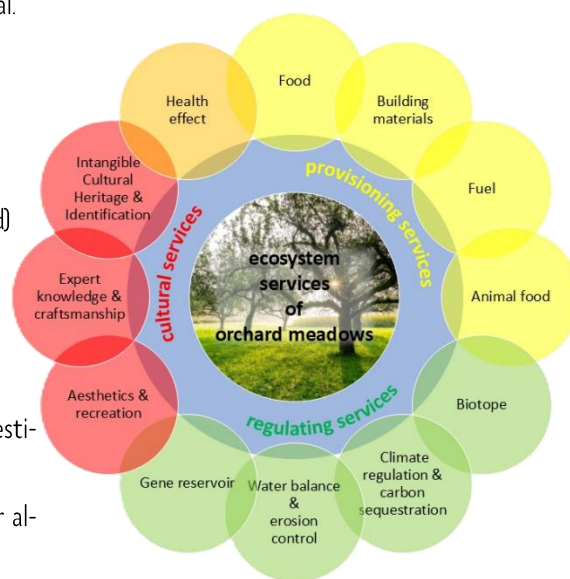 al.
Food
Building
materials
Fuel
Animal food
Biotope
Climate
regulation &
carbon
sequestration
Water balance
&
erosion
control
Gene reservoir
Aesthetics &
recreation
Expert
knowledge &
craftsmanship
Intangible
Cultural
Heritage &
Identification
Health
effect
provisioning services
regulating services
cultural services
ecosystem
services
of
orchard meadows
d)
esti-
r al-